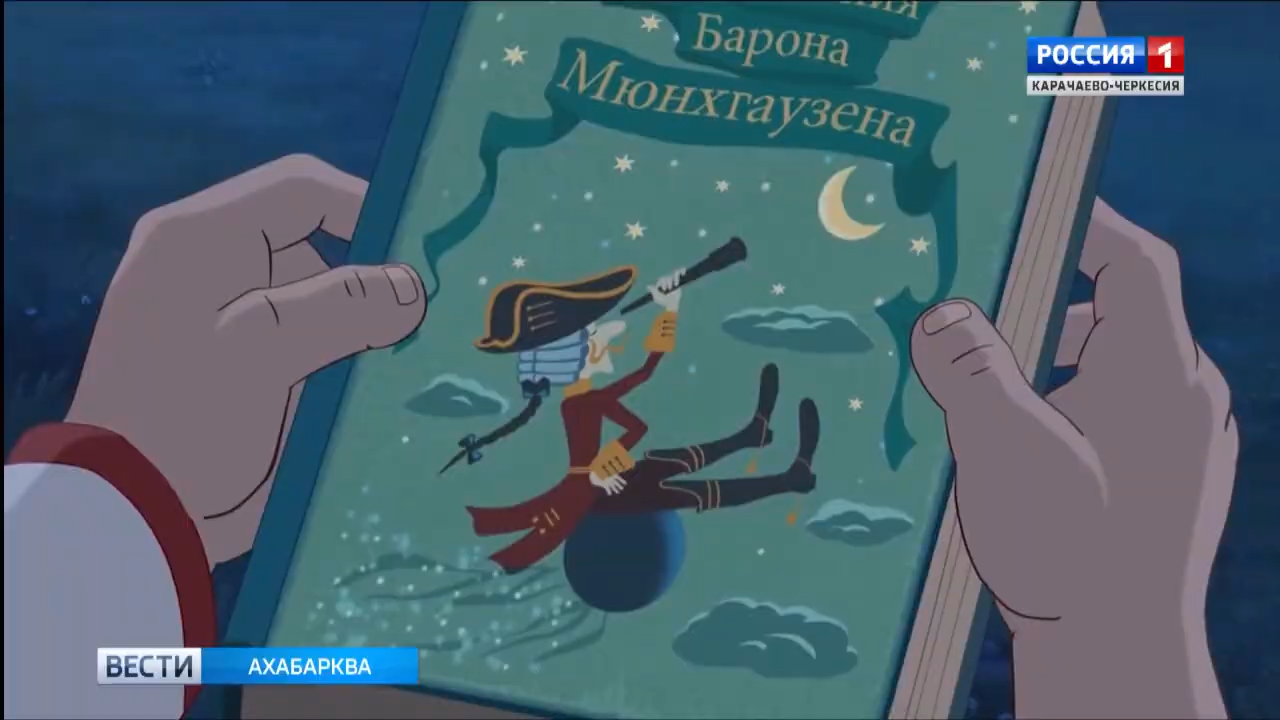 Барона
Мюнхгаузена
РОССИЯ 1
КАРАЧАЕВО-ЧЕРКЕСИЯ
ВЕСТИ АХАБАРКВА